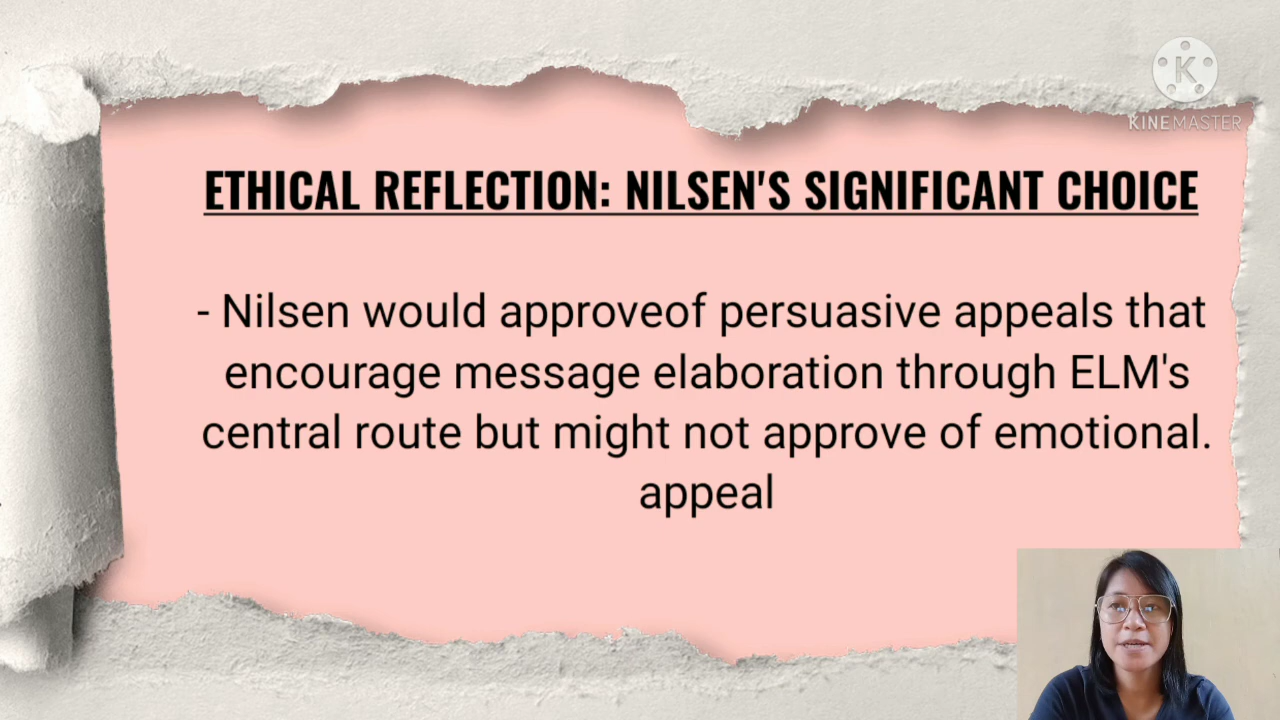 K
KINEMASTER
ETHICAL REFLECTION: NILSEN'S SIGNIFICANT CHOICE
- Nilsen would approveof persuasive appeals that
encourage message elaboration through ELM's
central route but might not approve of emotional.
appeal